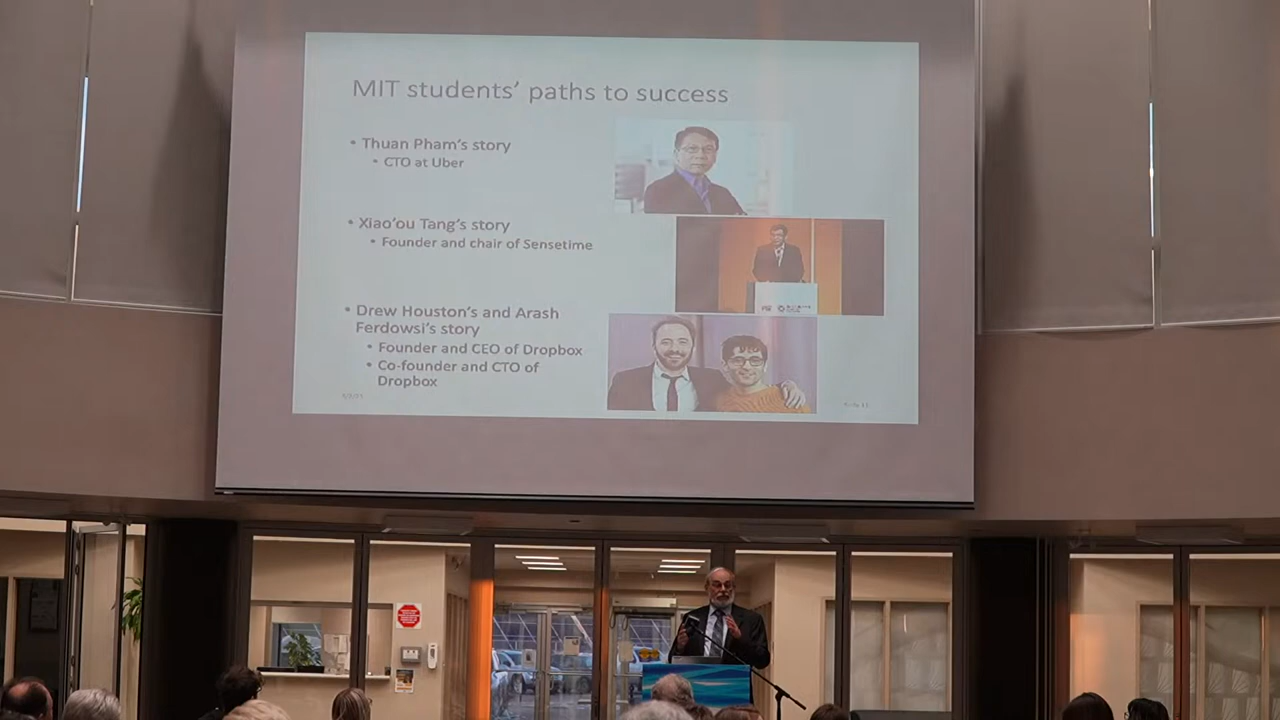 MIT students' paths to success
• Thuan Pham's story
• CTO at Uber
• Xiao'ou Tang's story
• Founder and chair of Sensetime
• Drew Houston's and Arash
Ferdowsi's story
• Founder and CEO of Dropbox
• Co-founder and CTO of
Dropbox